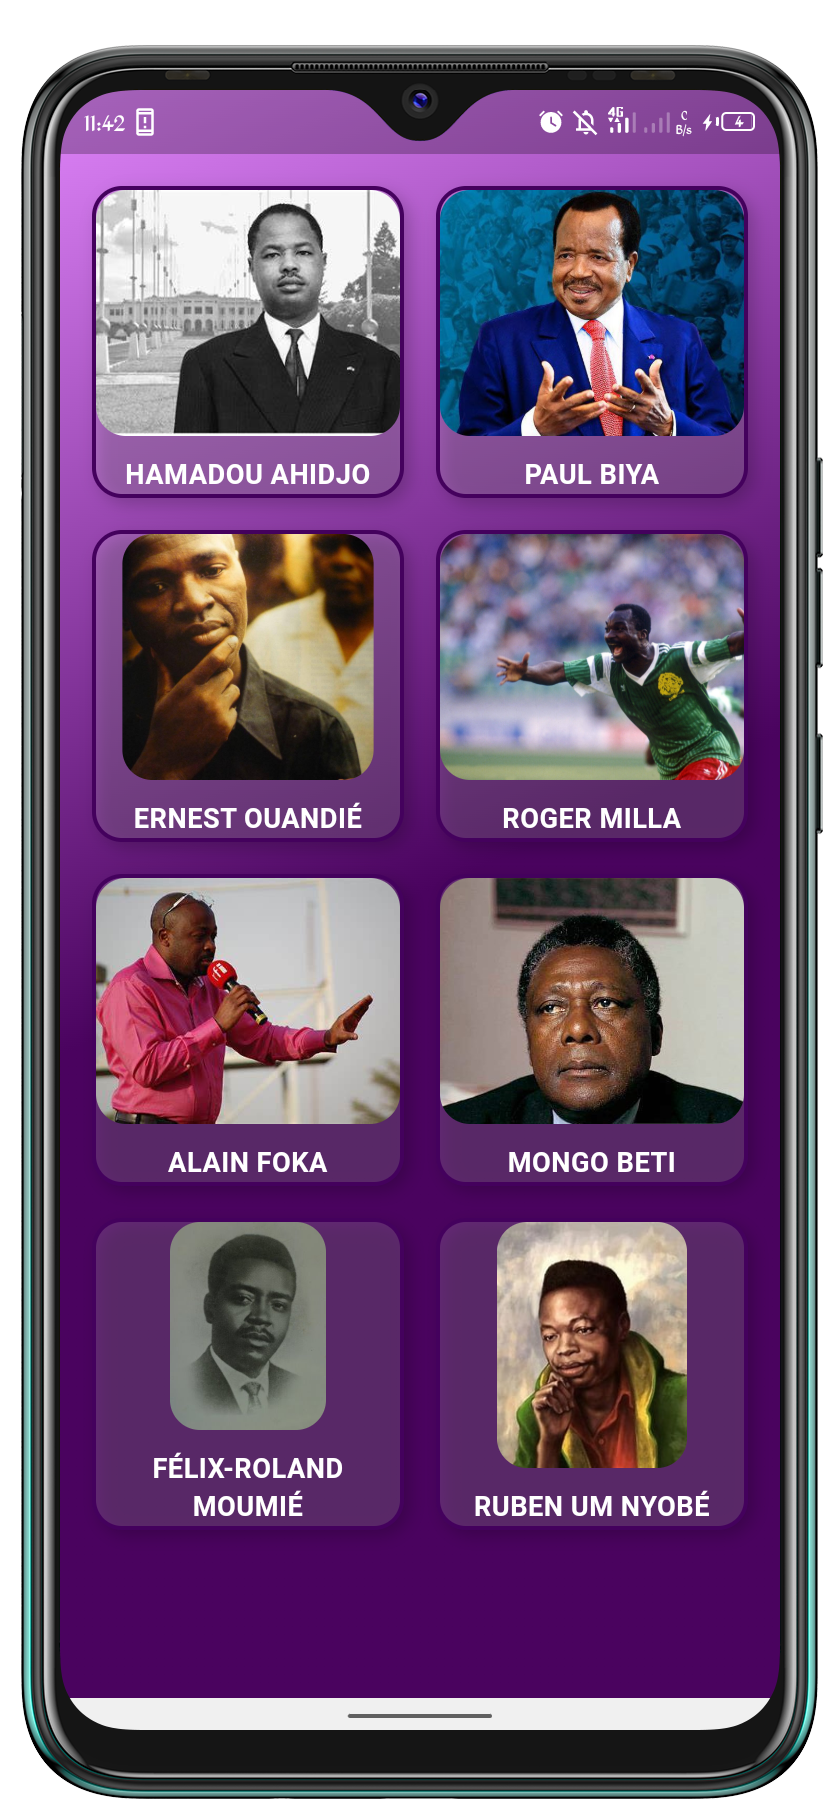 11:42
4G
C
B/s
4
HAMADOU AHIDJO
PAUL BIYA
ERNEST OUANDIÉ
ROGER MILLA
ALAIN FOKA
MONGO BETI
FÉLIX-ROLAND
MOUMIÉ
RUBEN UM NYOBÉ